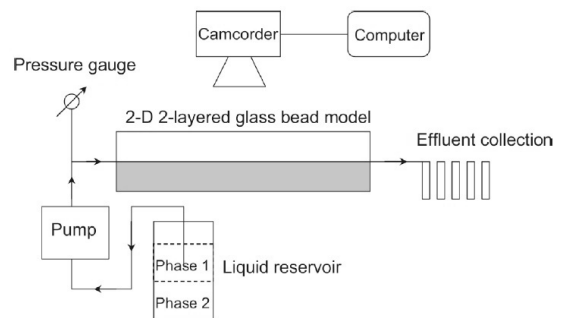 Camcorder
Computer
Pressure gauge
2-D 2-layered glass bead model
Effluent collection
Pump
Phase 1
Liquid reservoir
Phase 2